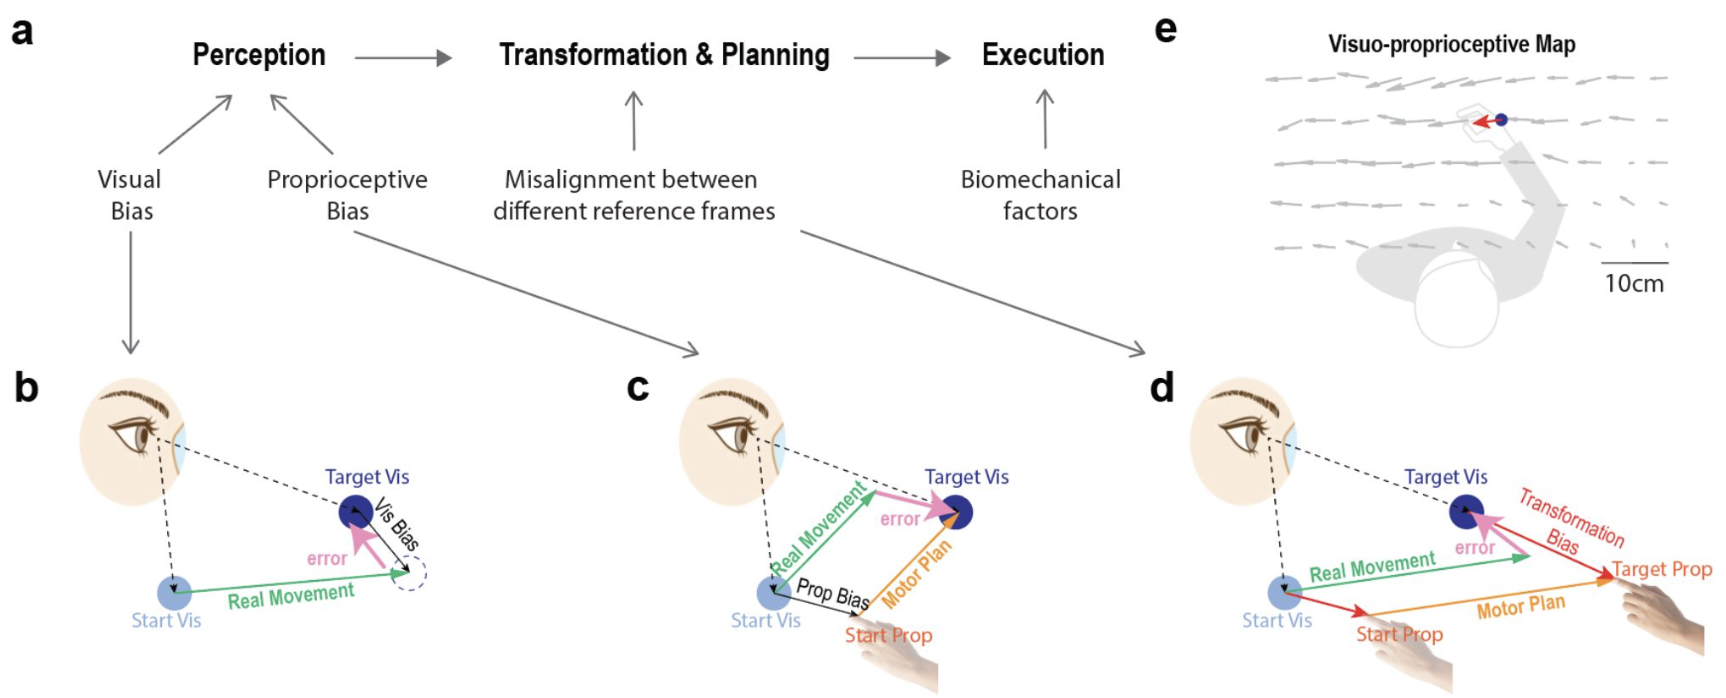 a
Perception
Transformation & Planning
Execution
Visual
Bias
Proprioceptive
Bias
Misalignment between
different reference frames
Biomechanical
factors
e
Visuo-proprioceptive Map
10cm
b
Target Vis
Vis Bias
error
Real Movement
Start Vis
c
Target Vis
Real Movement
error
Prop Bias
Motor Plan
Start Vis
Start Prop
d
Target Vis
Transformation
Bias
error
Real Movement
Target Prop
Motor Plan
Start Vis
Start Prop